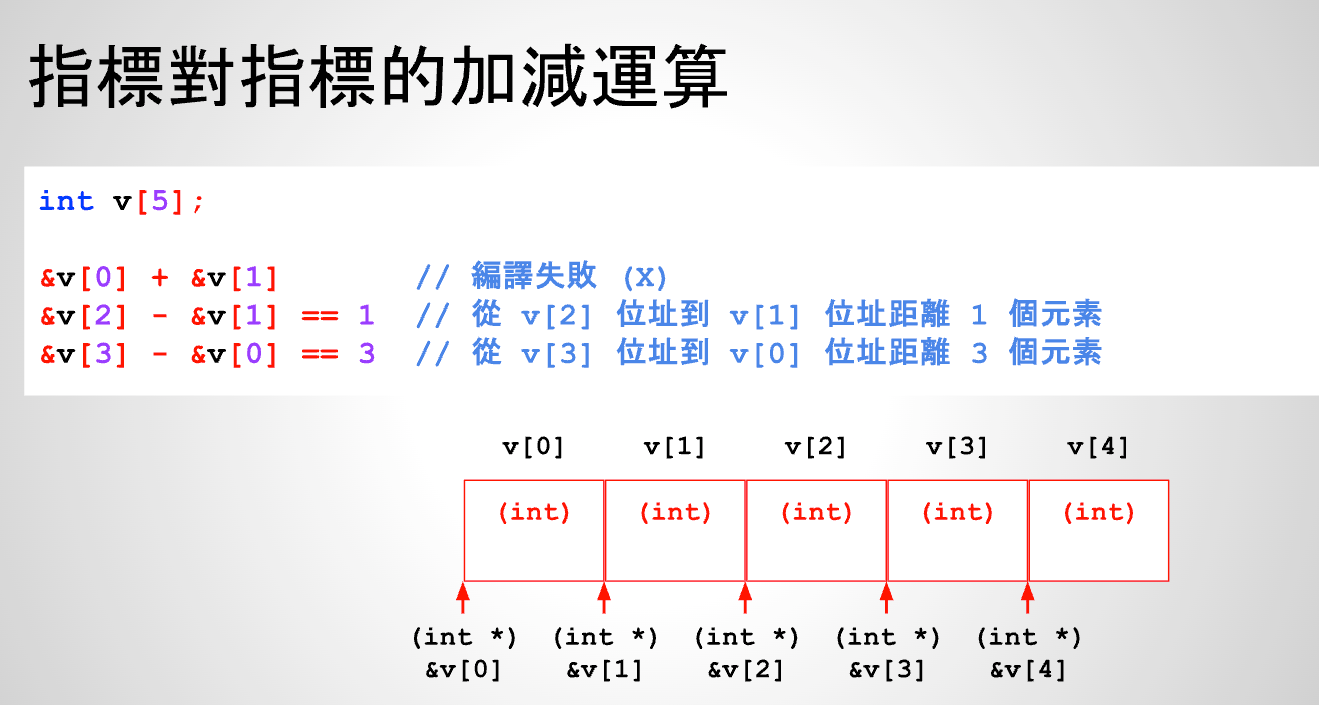 指標對指標的加減運算
int v[5];
&v[0] + &v[1] // 編譯失敗 (X)
&v[2] - &v[1] == 1 // 從 v[2] 位址到 v[1] 位址距離 1 個元素
&v[3] - &v[0] == 3 // 從 v[3] 位址到 v[0] 位址距離 3 個元素
v[0] v[1] v[2] v[3] v[4]
(int) (int) (int) (int) (int)
(int *) (int *) (int *) (int *) (int *)
&v[0] &v[1] &v[2] &v[3] &v[4]